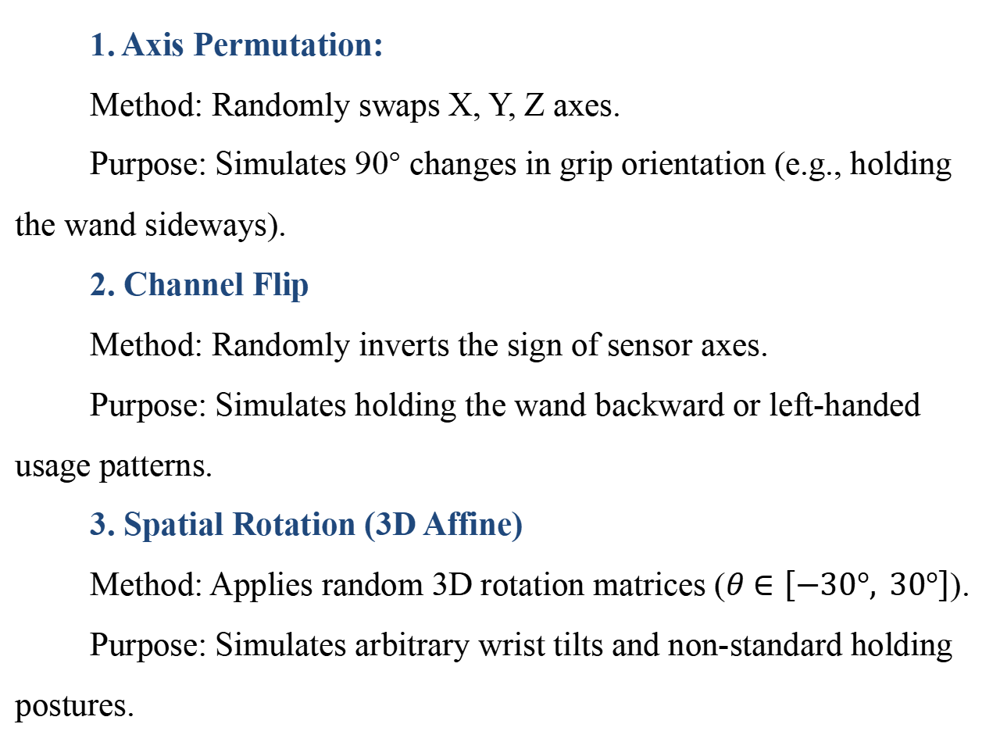 1. Axis Permutation:
Method: Randomly swaps X, Y, Z axes.
Purpose: Simulates 90° changes in grip orientation (e.g., holding
the wand sideways).
2. Channel Flip
Method: Randomly inverts the sign of sensor axes.
Purpose: Simulates holding the wand backward or left-handed
usage patterns.
3. Spatial Rotation (3D Affine)
Method: Applies random 3D rotation matrices (θ ∈ [−30°, 30°]).
Purpose: Simulates arbitrary wrist tilts and non-standard holding
postures.